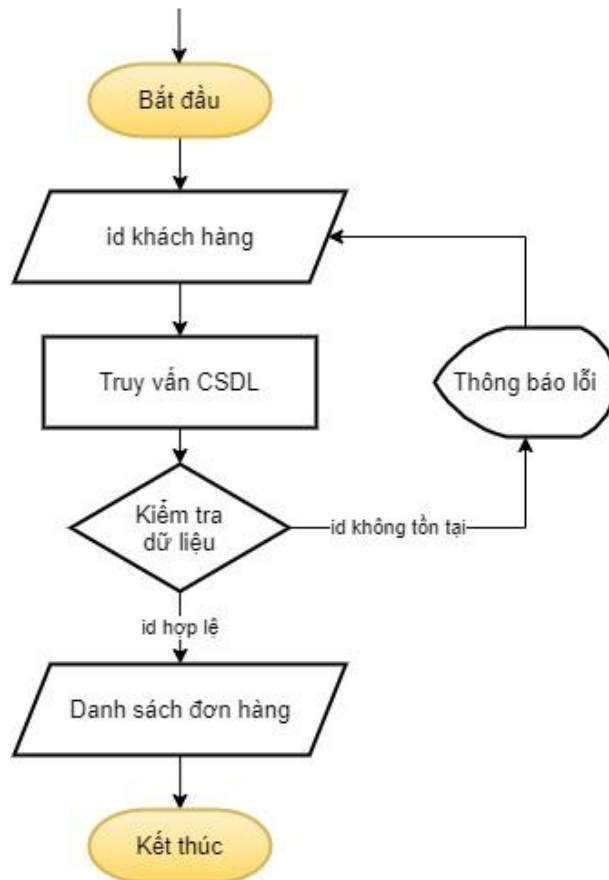 Bắt đầu
id khách hàng
Truy vấn CSDL
Thông báo lỗi
Kiểm tra
dữ liệu
id không tồn tại
id hợp lệ
Danh sách đơn hàng
Kết thúc